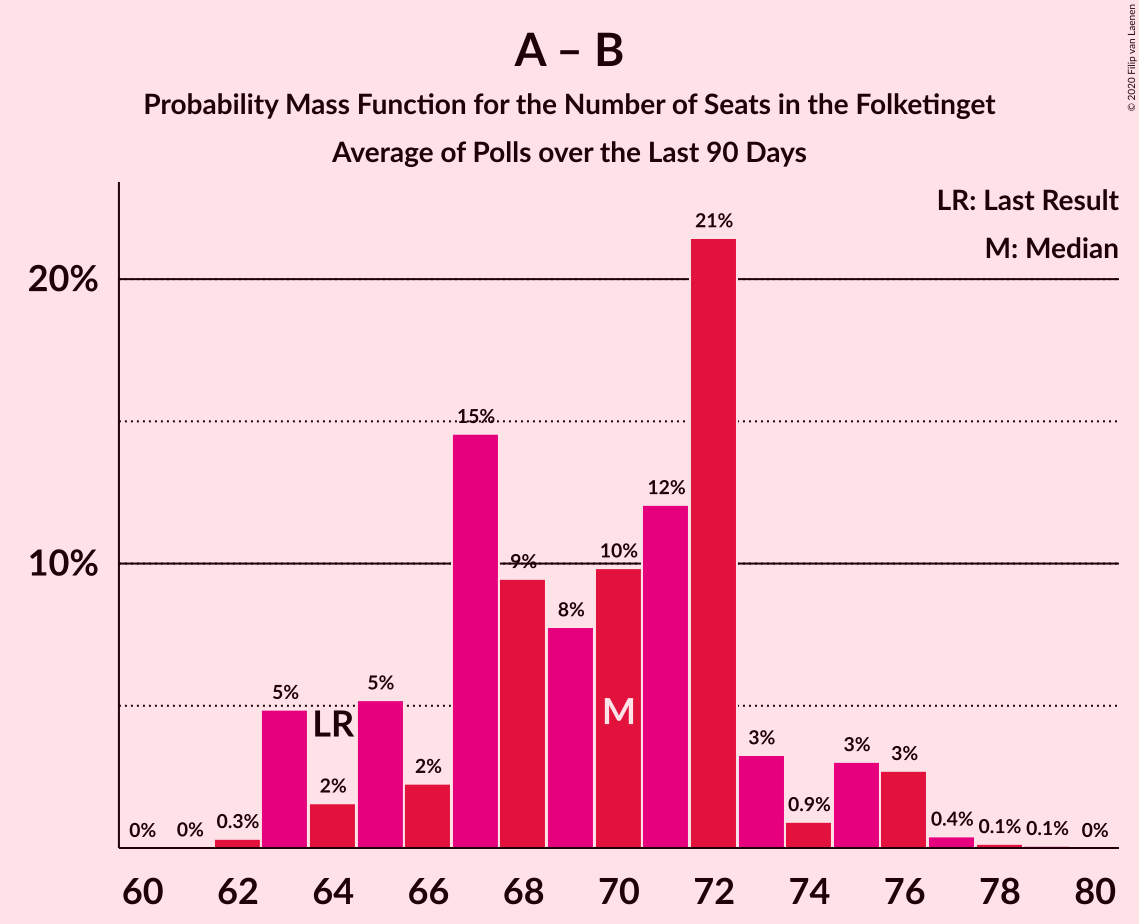 A – B
Probability Mass Function for the Number of Seats in the Folketinget
Average of Polls over the Last 90 Days
© 2020 Filip van Laenen
LR: Last Result
M: Median
20%
10%
0%
0%
0.3%
5%
2%
5%
2%
15%
9%
8%
10%
12%
21%
3%
0.9%
3%
3%
0.4%
0.1%
0.1%
0%
LR
M
60 62 64 66 68 70 72 74 76 78 80